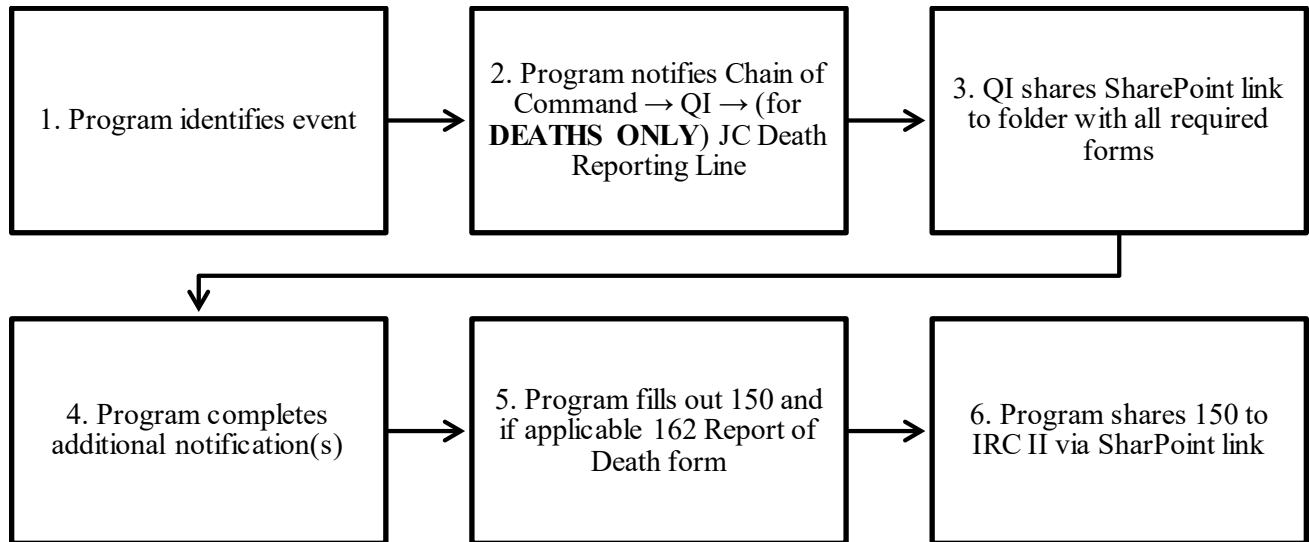 1. Program identifies event
2. Program notifies Chain of
Command → QI → (for
DEATHS ONLY) JC Death
Reporting Line
3. QI shares SharePoint link
to folder with all required
forms
4. Program completes
additional notification(s)
5. Program fills out 150 and
if applicable 162 Report of
Death form
6. Program shares 150 to
IRC II via SharPoint link